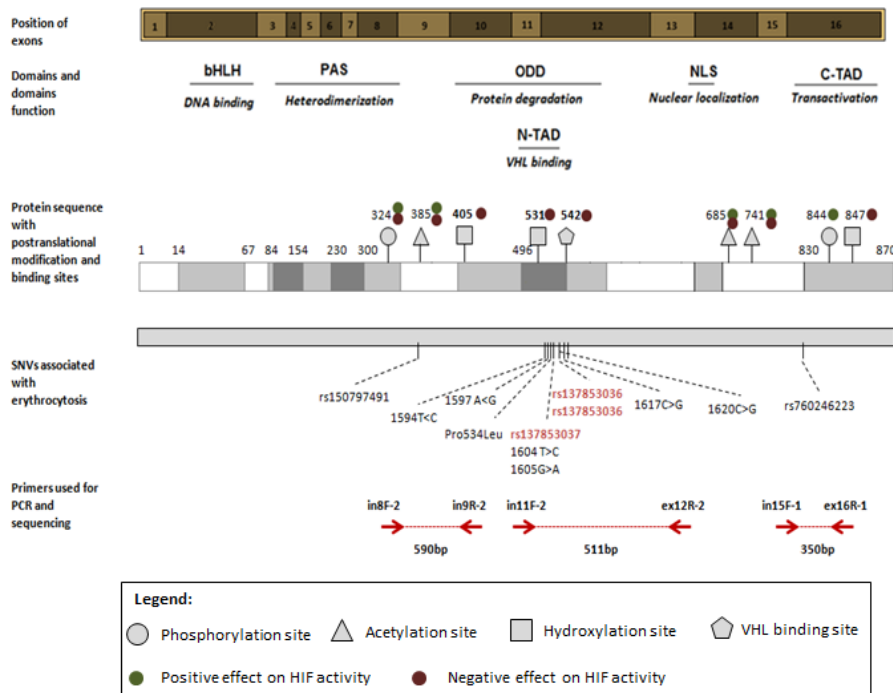 Position of
exons
1 2 3 4 5 6 7 8 9 10 11 12 13 14 15 16
Domains and
domains
function
bHLH PAS ODD NLS C-TAD
DNA binding Heterodimerization Protein degradation Nuclear localization Transactivation
N-TAD
VHL binding
Protein sequence
with
postranslational
modification and
binding sites
324 385 405 531 542 685 741 844 847
1 14 67 84 154 230 300 496 830 870
SNVs associated
with
erythrocytosis
rs150797491
1594T<C
1597 A<G
Pro534Leu
rs137853036
rs137853036
rs137853037
1604 T>C
1605G>A
1617C>G
1620C>G
rs760246223
Primers used for
PCR and
sequencing
in8F-2 in9R-2 in11F-2 ex12R-2 in15F-1 ex16R-1
590bp 511bp 350bp
Legend:
Phosphorylation site Acetylation site Hydroxylation site VHL binding site
Positive effect on HIF activity Negative effect on HIF activity